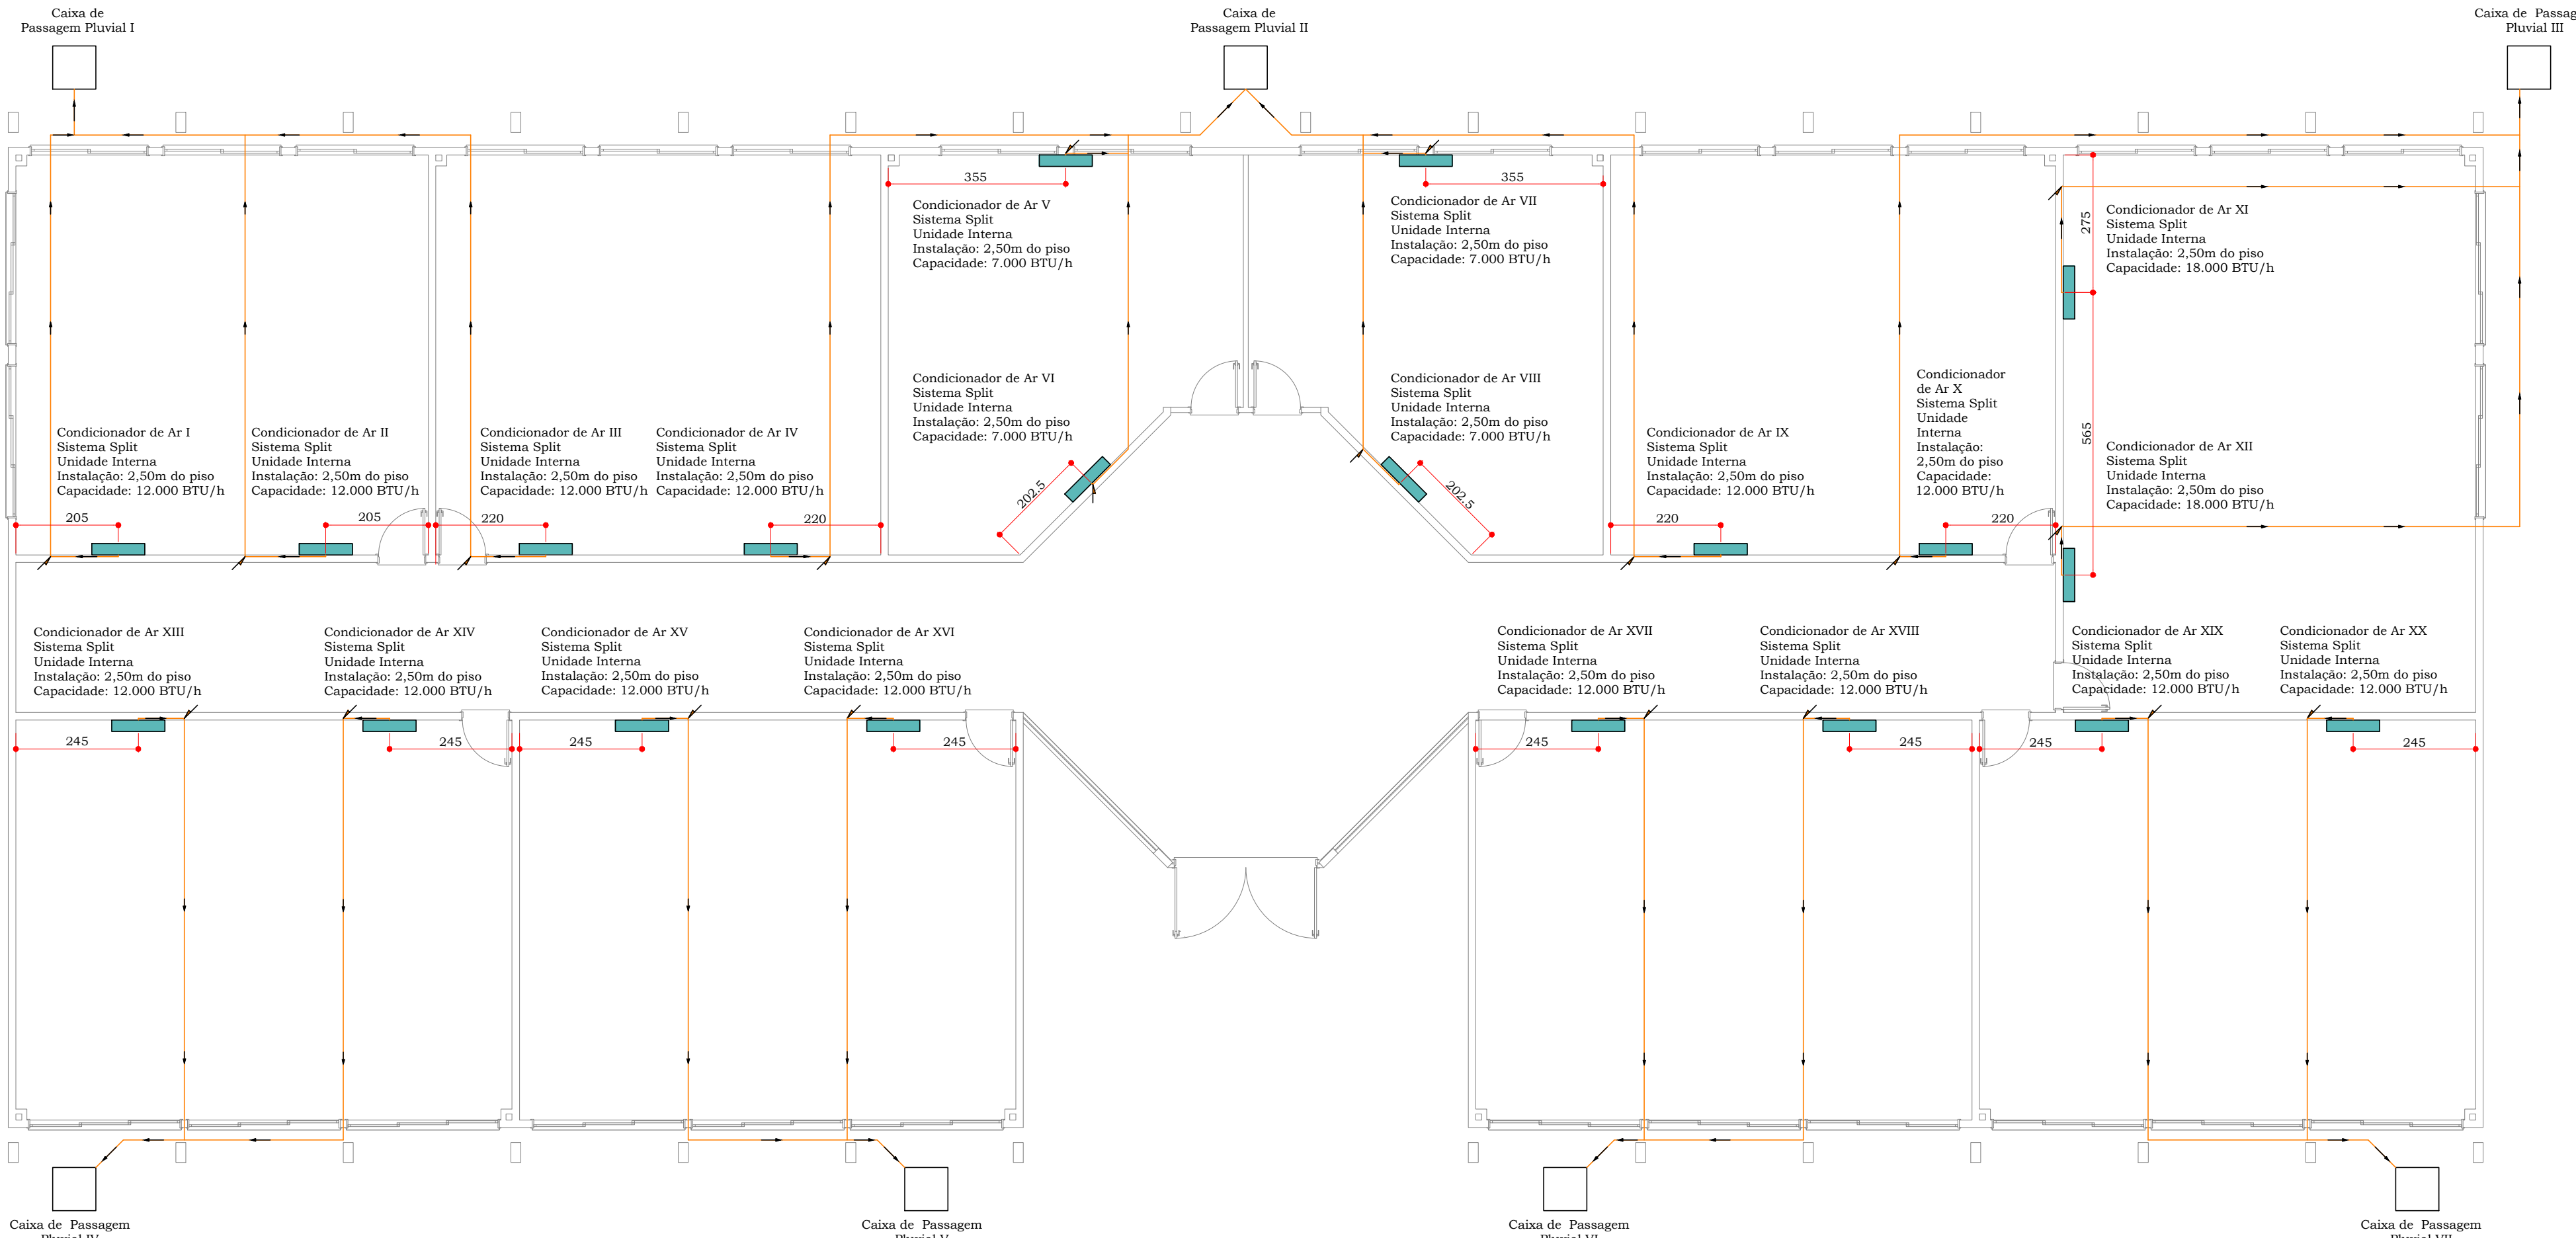 Caixa de
Passagem Pluvial I
Caixa de
Passagem Pluvial II
Caixa de Passag
Pluvial III
355
355
Condicionador de Ar V
Sistema Split
Unidade Interna
Instalação: 2,50m do piso
Capacidade: 7.000 BTU/h
Condicionador de Ar VII
Sistema Split
Unidade Interna
Instalação: 2,50m do piso
Capacidade: 7.000 BTU/h
275
Condicionador de Ar XI
Sistema Split
Unidade Interna
Instalação: 2,50m do piso
Capacidade: 18.000 BTU/h
Condicionador de Ar I
Sistema Split
Unidade Interna
Instalação: 2,50m do piso
Capacidade: 12.000 BTU/h
Condicionador de Ar II
Sistema Split
Unidade Interna
Instalação: 2,50m do piso
Capacidade: 12.000 BTU/h
Condicionador de Ar III
Sistema Split
Unidade Interna
Instalação: 2,50m do piso
Capacidade: 12.000 BTU/h
Condicionador de Ar IV
Sistema Split
Unidade Interna
Instalação: 2,50m do piso
Capacidade: 12.000 BTU/h
Condicionador de Ar VI
Sistema Split
Unidade Interna
Instalação: 2,50m do piso
Capacidade: 7.000 BTU/h
Condicionador de Ar VIII
Sistema Split
Unidade Interna
Instalação: 2,50m do piso
Capacidade: 7.000 BTU/h
Condicionador de Ar IX
Sistema Split
Unidade Interna
Instalação: 2,50m do piso
Capacidade: 12.000 BTU/h
Condicionador
de Ar X
Sistema Split
Unidade
Interna
Instalação:
2,50m do piso
Capacidade:
12.000 BTU/h
565
Condicionador de Ar XII
Sistema Split
Unidade Interna
Instalação: 2,50m do piso
Capacidade: 18.000 BTU/h
205
205
220
220
202.5
202.5
220
220
Condicionador de Ar XIII
Sistema Split
Unidade Interna
Instalação: 2,50m do piso
Capacidade: 12.000 BTU/h
Condicionador de Ar XIV
Sistema Split
Unidade Interna
Instalação: 2,50m do piso
Capacidade: 12.000 BTU/h
Condicionador de Ar XV
Sistema Split
Unidade Interna
Instalação: 2,50m do piso
Capacidade: 12.000 BTU/h
Condicionador de Ar XVI
Sistema Split
Unidade Interna
Instalação: 2,50m do piso
Capacidade: 12.000 BTU/h
Condicionador de Ar XVII
Sistema Split
Unidade Interna
Instalação: 2,50m do piso
Capacidade: 12.000 BTU/h
Condicionador de Ar XVIII
Sistema Split
Unidade Interna
Instalação: 2,50m do piso
Capacidade: 12.000 BTU/h
Condicionador de Ar XIX
Sistema Split
Unidade Interna
Instalação: 2,50m do piso
Capacidade: 12.000 BTU/h
Condicionador de Ar XX
Sistema Split
Unidade Interna
Instalação: 2,50m do piso
Capacidade: 12.000 BTU/h
245
245
245
245
245
245
245
245
Caixa de Passagem
Pluvial IV
Caixa de Passagem
Pluvial V
Caixa de Passagem
Pluvial VI
Caixa de Passagem
Pluvial VII